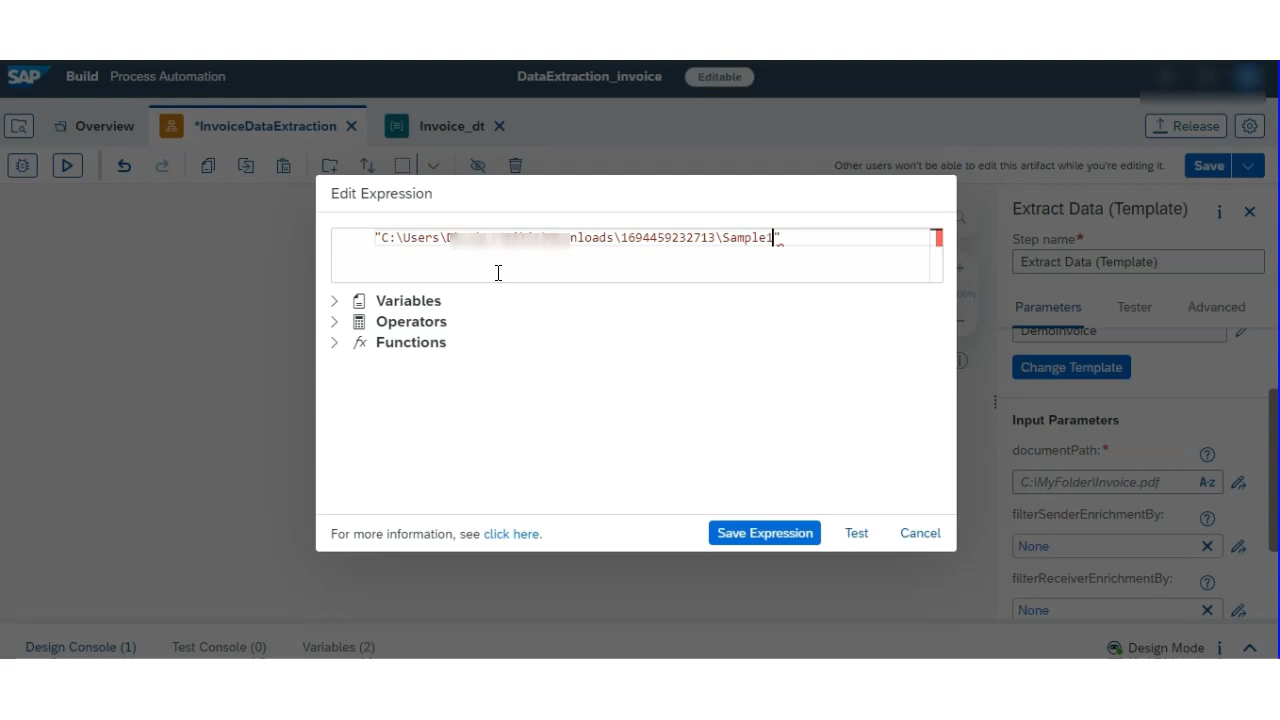 SAP Build Process Automation
DataExtraction_invoice Editable
Overview *InvoiceDataExtraction Invoice_dt Release
Other users won't be able to edit this artifact while you're editing it. Save
Edit Expression
"C:\Users\D nloads\1694459232713\Sample1"
Variables
Operators
Functions
For more information, see click here.
Save Expression Test Cancel
Extract Data (Template)
Step name*
Extract Data (Template)
Parameters Tester Advanced
DemoInvoice
Change Template
Input Parameters
documentPath:*
C:\MyFolder\Invoice.pdf A-z
filterSenderEnrichmentBy:
None
filterReceiverEnrichmentBy:
None
Design Console (1) Test Console (0) Variables (2) Design Mode